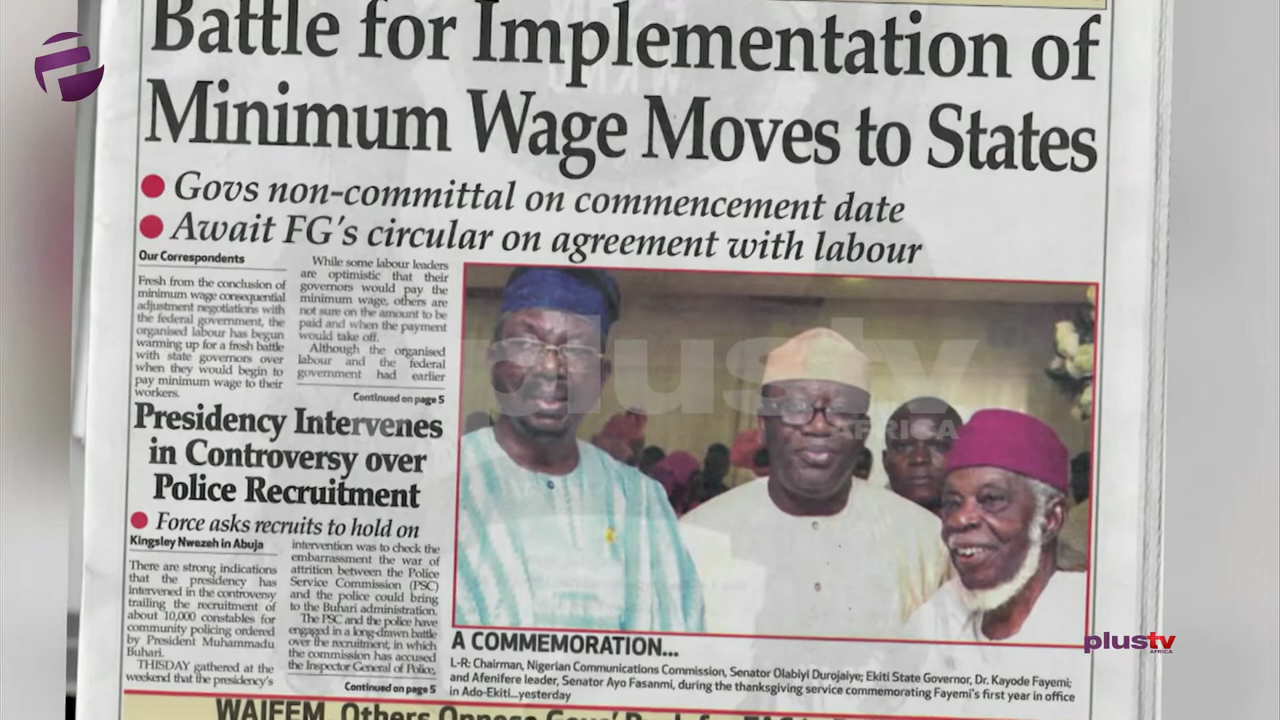 Battle for Implementation of
Minimum Wage Moves to States
Govs non-committal on commencement date
Await FG's circular on agreement with labour
Our Correspondents
Fresh from the conclusion of
minimum wage consequential
adjustment negotiations with
the federal government, the
organised labour has begun
warming up for a fresh battle
with state governors over
when they would begin to
pay minimum wage to their
workers.
While some labour leaders
are optimistic that their
governors would pay the
minimum wage, others are
not sure on the amount to be
paid and when the payment
would take off.
Although the organised
labour and the federal
government had earlier
Continued on page 5
Presidency Intervenes
in Controversy over
Police Recruitment
Force asks recruits to hold on
Kingsley Nwezeh in Abuja
There are strong indications
that the presidency has
intervened in the controversy
trailing the recruitment of
about 10,000 constables for
community policing ordered
by President Muhammadu
Buhari.
THISDAY gathered at the
weekend that the presidency's
intervention was to check the
embarrassment the war of
attrition between the Police
Service Commission (PSC)
and the police could bring
to the Buhari administration.
The PSC and the police have
engaged in a long-drawn battle
over the recruitment, in which
the commission has accused
the Inspector General of Police,
Continued on page 5
A COMMEMORATION...
L-R: Chairman, Nigerian Communications Commission, Senator Olabiyi Durojaiye; Ekiti State Governor, Dr. Kayode Fayemi;
and Afenifere leader, Senator Ayo Fasanmi, during the thanksgiving service commemorating Fayemi's first year in office
in Ado-Ekiti...yesterday
WAIFEM, Others Oppose
plustv
AFRICA
plustv
AFRICA